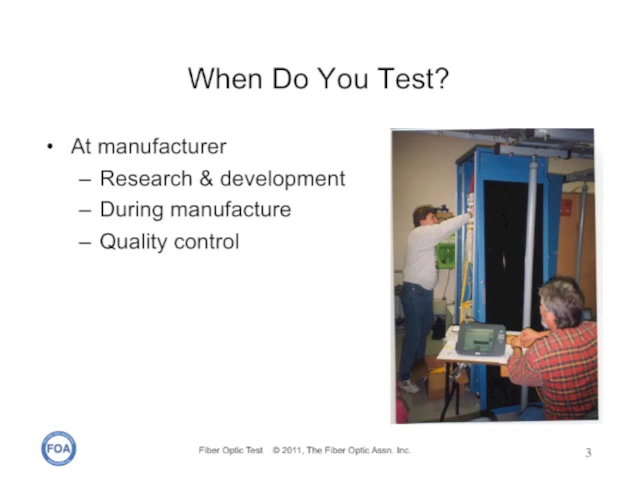 When Do You Test?
• At manufacturer
– Research & development
– During manufacture
– Quality control
FOA
Fiber Optic Test © 2011, The Fiber Optic Assn. Inc.
3